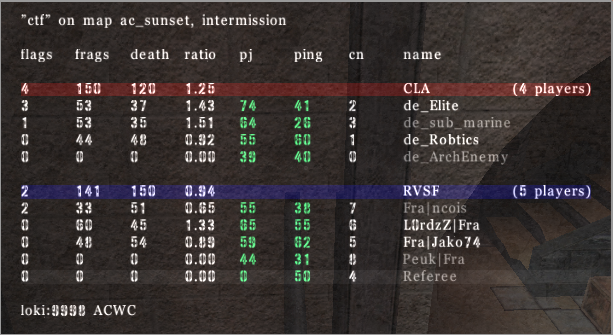 "ctf" on map ac_sunset, intermission
flags frags death ratio pj ping cn name
4 150 120 1.25 CLA (4 players)
3 53 37 1.43 74 41 2 de_Elite
1 53 35 1.51 64 26 3 de_sub_marine
0 44 48 0.92 55 60 1 de_Robtics
0 0 0 0.00 39 40 0 de_ArchEnemy
2 141 150 0.94 RVSF (5 players)
2 33 51 0.65 55 38 7 Fra|ncois
0 60 45 1.33 65 55 6 L0rdzZ|Fra
0 48 54 0.89 59 62 5 Fra|Jako74
0 0 0 0.00 44 31 8 Peuk|Fra
0 0 0 0.00 0 50 4 Referee
loki:9998 ACWC